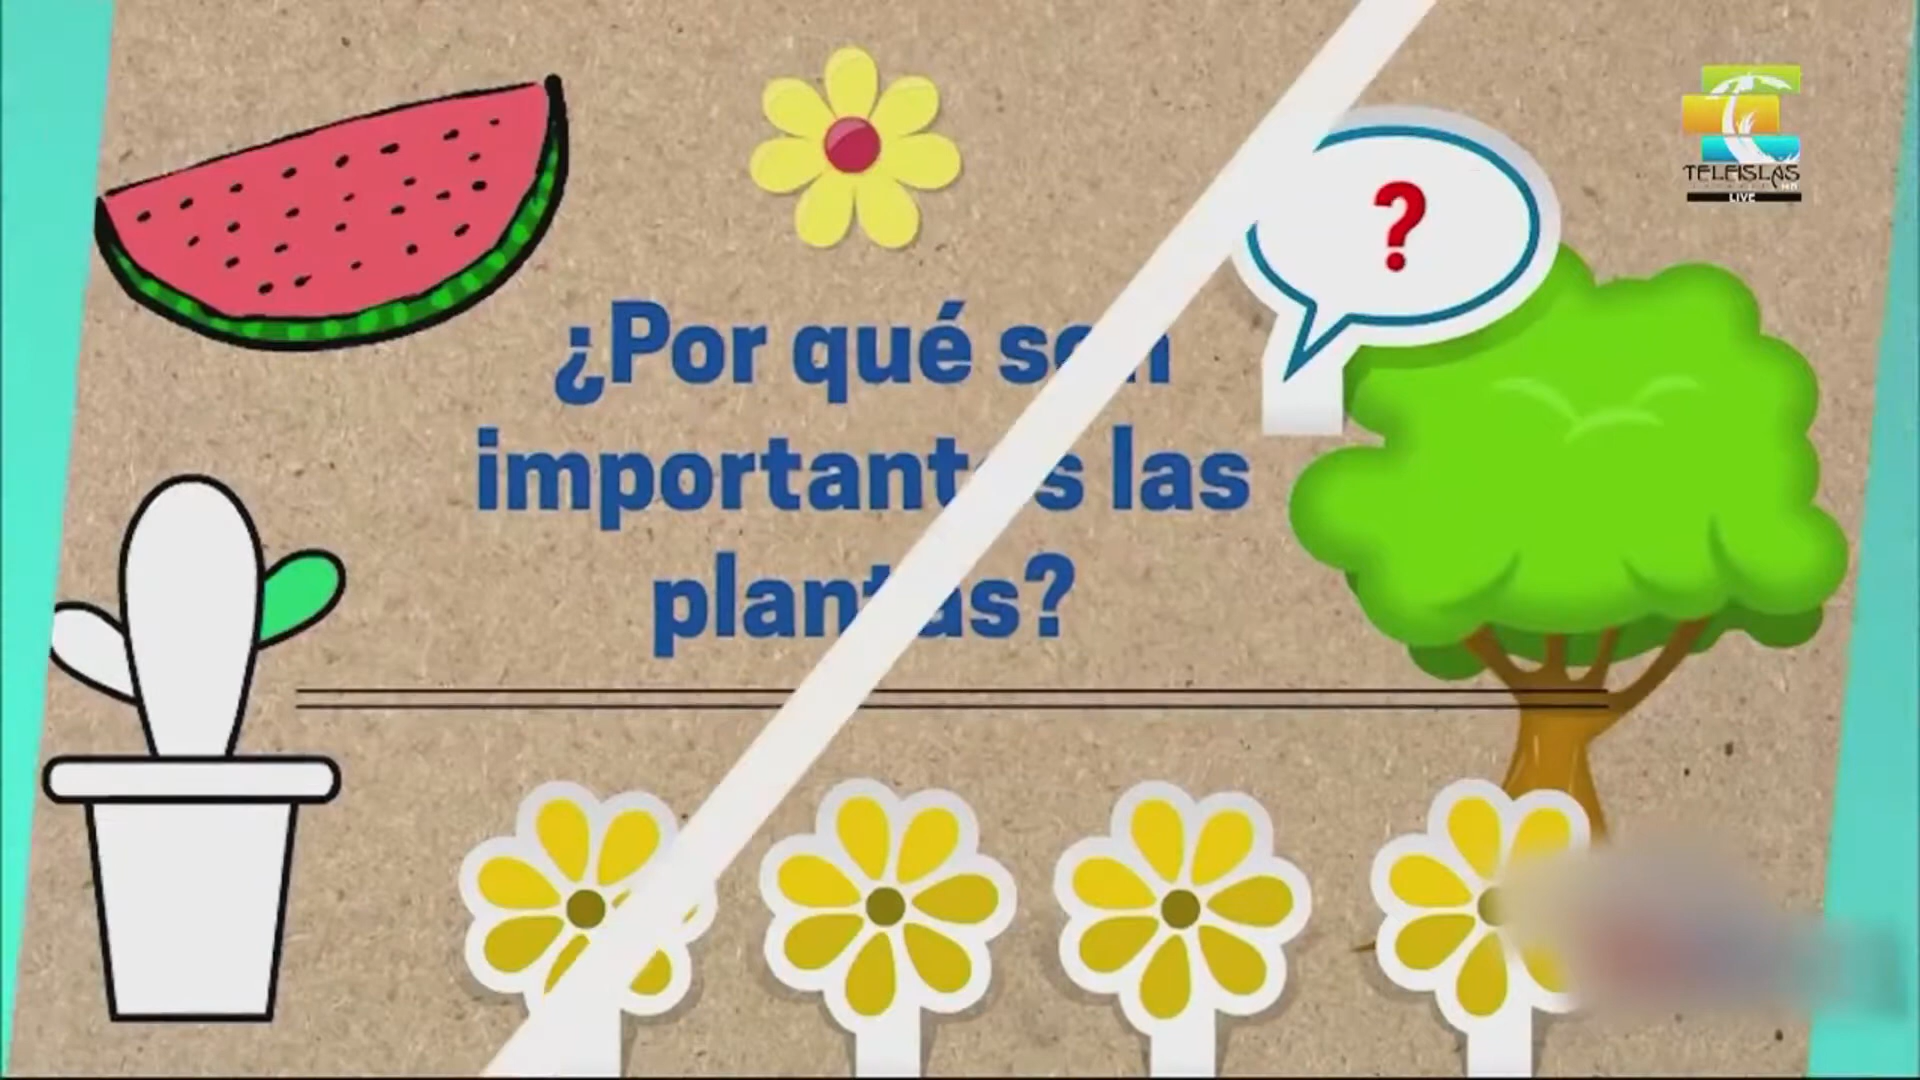 TELEISLAS
LIVE
?
¿Por qué son
importantes las
plantas?